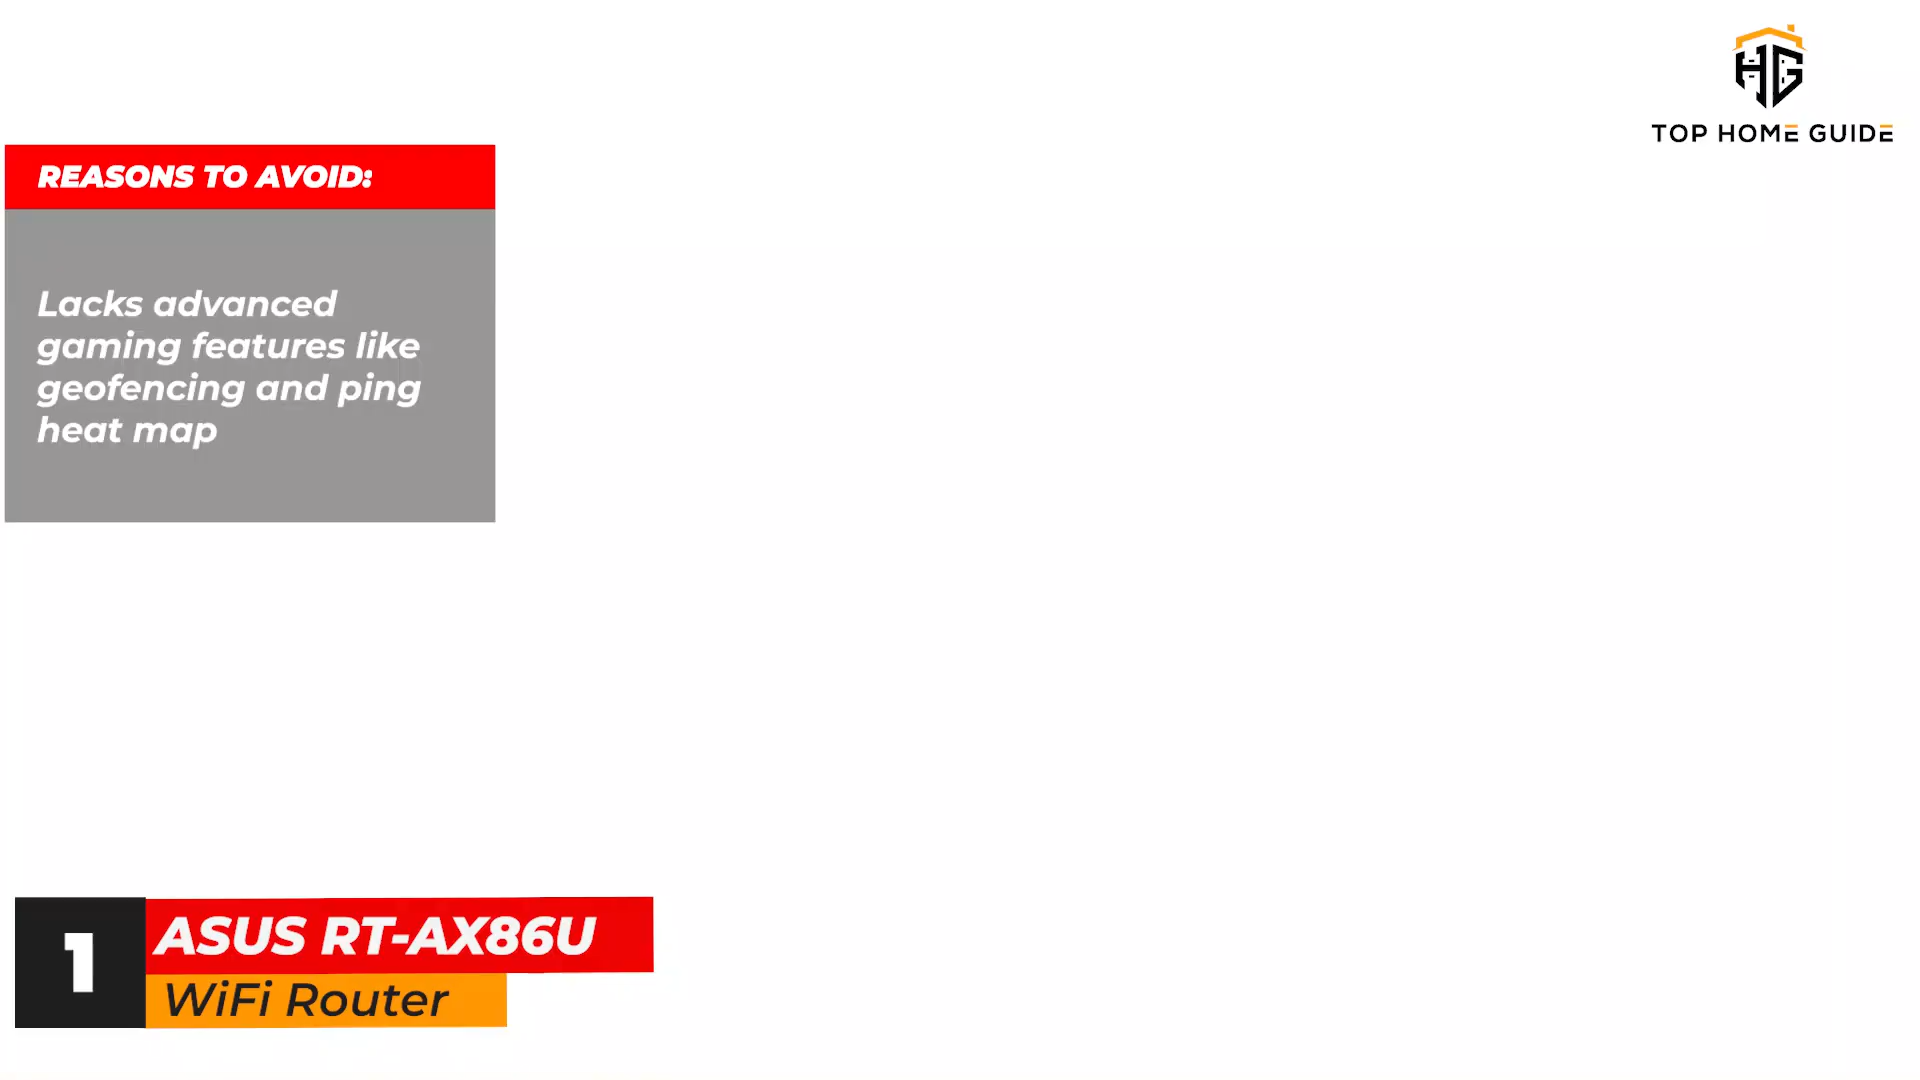 HG
TOP HOME GUIDE
REASONS TO AVOID:
Lacks advanced
gaming features like
geofencing and ping
heat map
1
ASUS RT-AX86U
WiFi Router